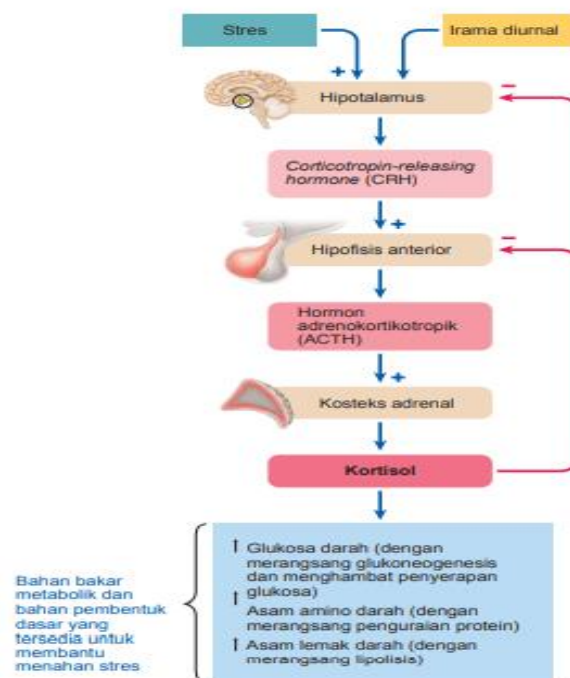 Stres
Irama diurnal
+
Hipotalamus
–
Corticotropin-releasing
hormone (CRH)
+
Hipofisis anterior
–
Hormon
adrenokortikotropik
(ACTH)
+
Kosteks adrenal
Kortisol
↑ Glukosa darah (dengan
merangsang glukoneogenesis
dan menghambat penyerapan
glukosa)
↑ Asam amino darah (dengan
merangsang penguraian protein)
↑ Asam lemak darah (dengan
merangsang lipolisis)
Bahan bakar
metabolik dan
bahan pembentuk
dasar yang
tersedia untuk
membantu
menahan stres